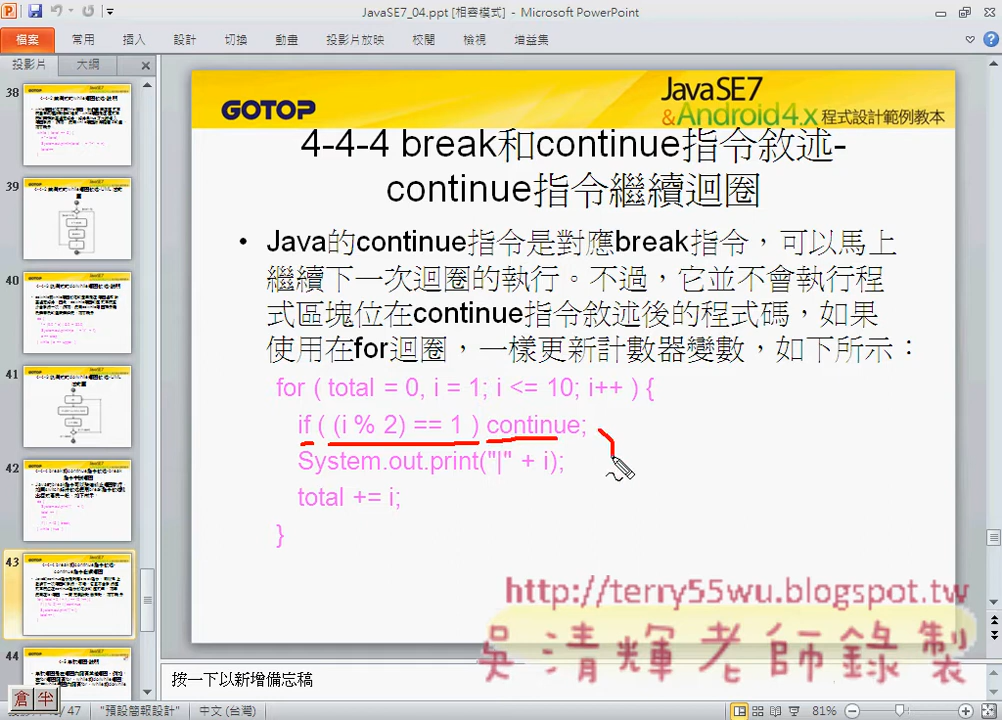 JavaSE7_04.ppt [相容模式] - Microsoft PowerPoint
檔案 常用 插入 設計 切換 動畫 投影片放映 校閱 檢視 增益集
投影片 大綱
38
39
40
41
42
43
44
GOTOP
JavaSE7
&Android4.x 程式設計範例教本
4-4-4 break和continue指令敘述-
continue指令繼續迴圈
• Java的continue指令是對應break指令，可以馬上
繼續下一次迴圈的執行。不過，它並不會執行程
式區塊位在continue指令敘述後的程式碼，如果
使用在for迴圈，一樣更新計數器變數，如下所示：
for ( total = 0, i = 1; i <= 10; i++ ) {
if ( (i % 2) == 1 ) continue;
System.out.print("|" + i);
total += i;
}
http://terry55wu.blogspot.tw
吳清輝老師錄製
按一下以新增備忘稿
倉 半
/47 "預設簡報設計" 中文 (台灣) 81%